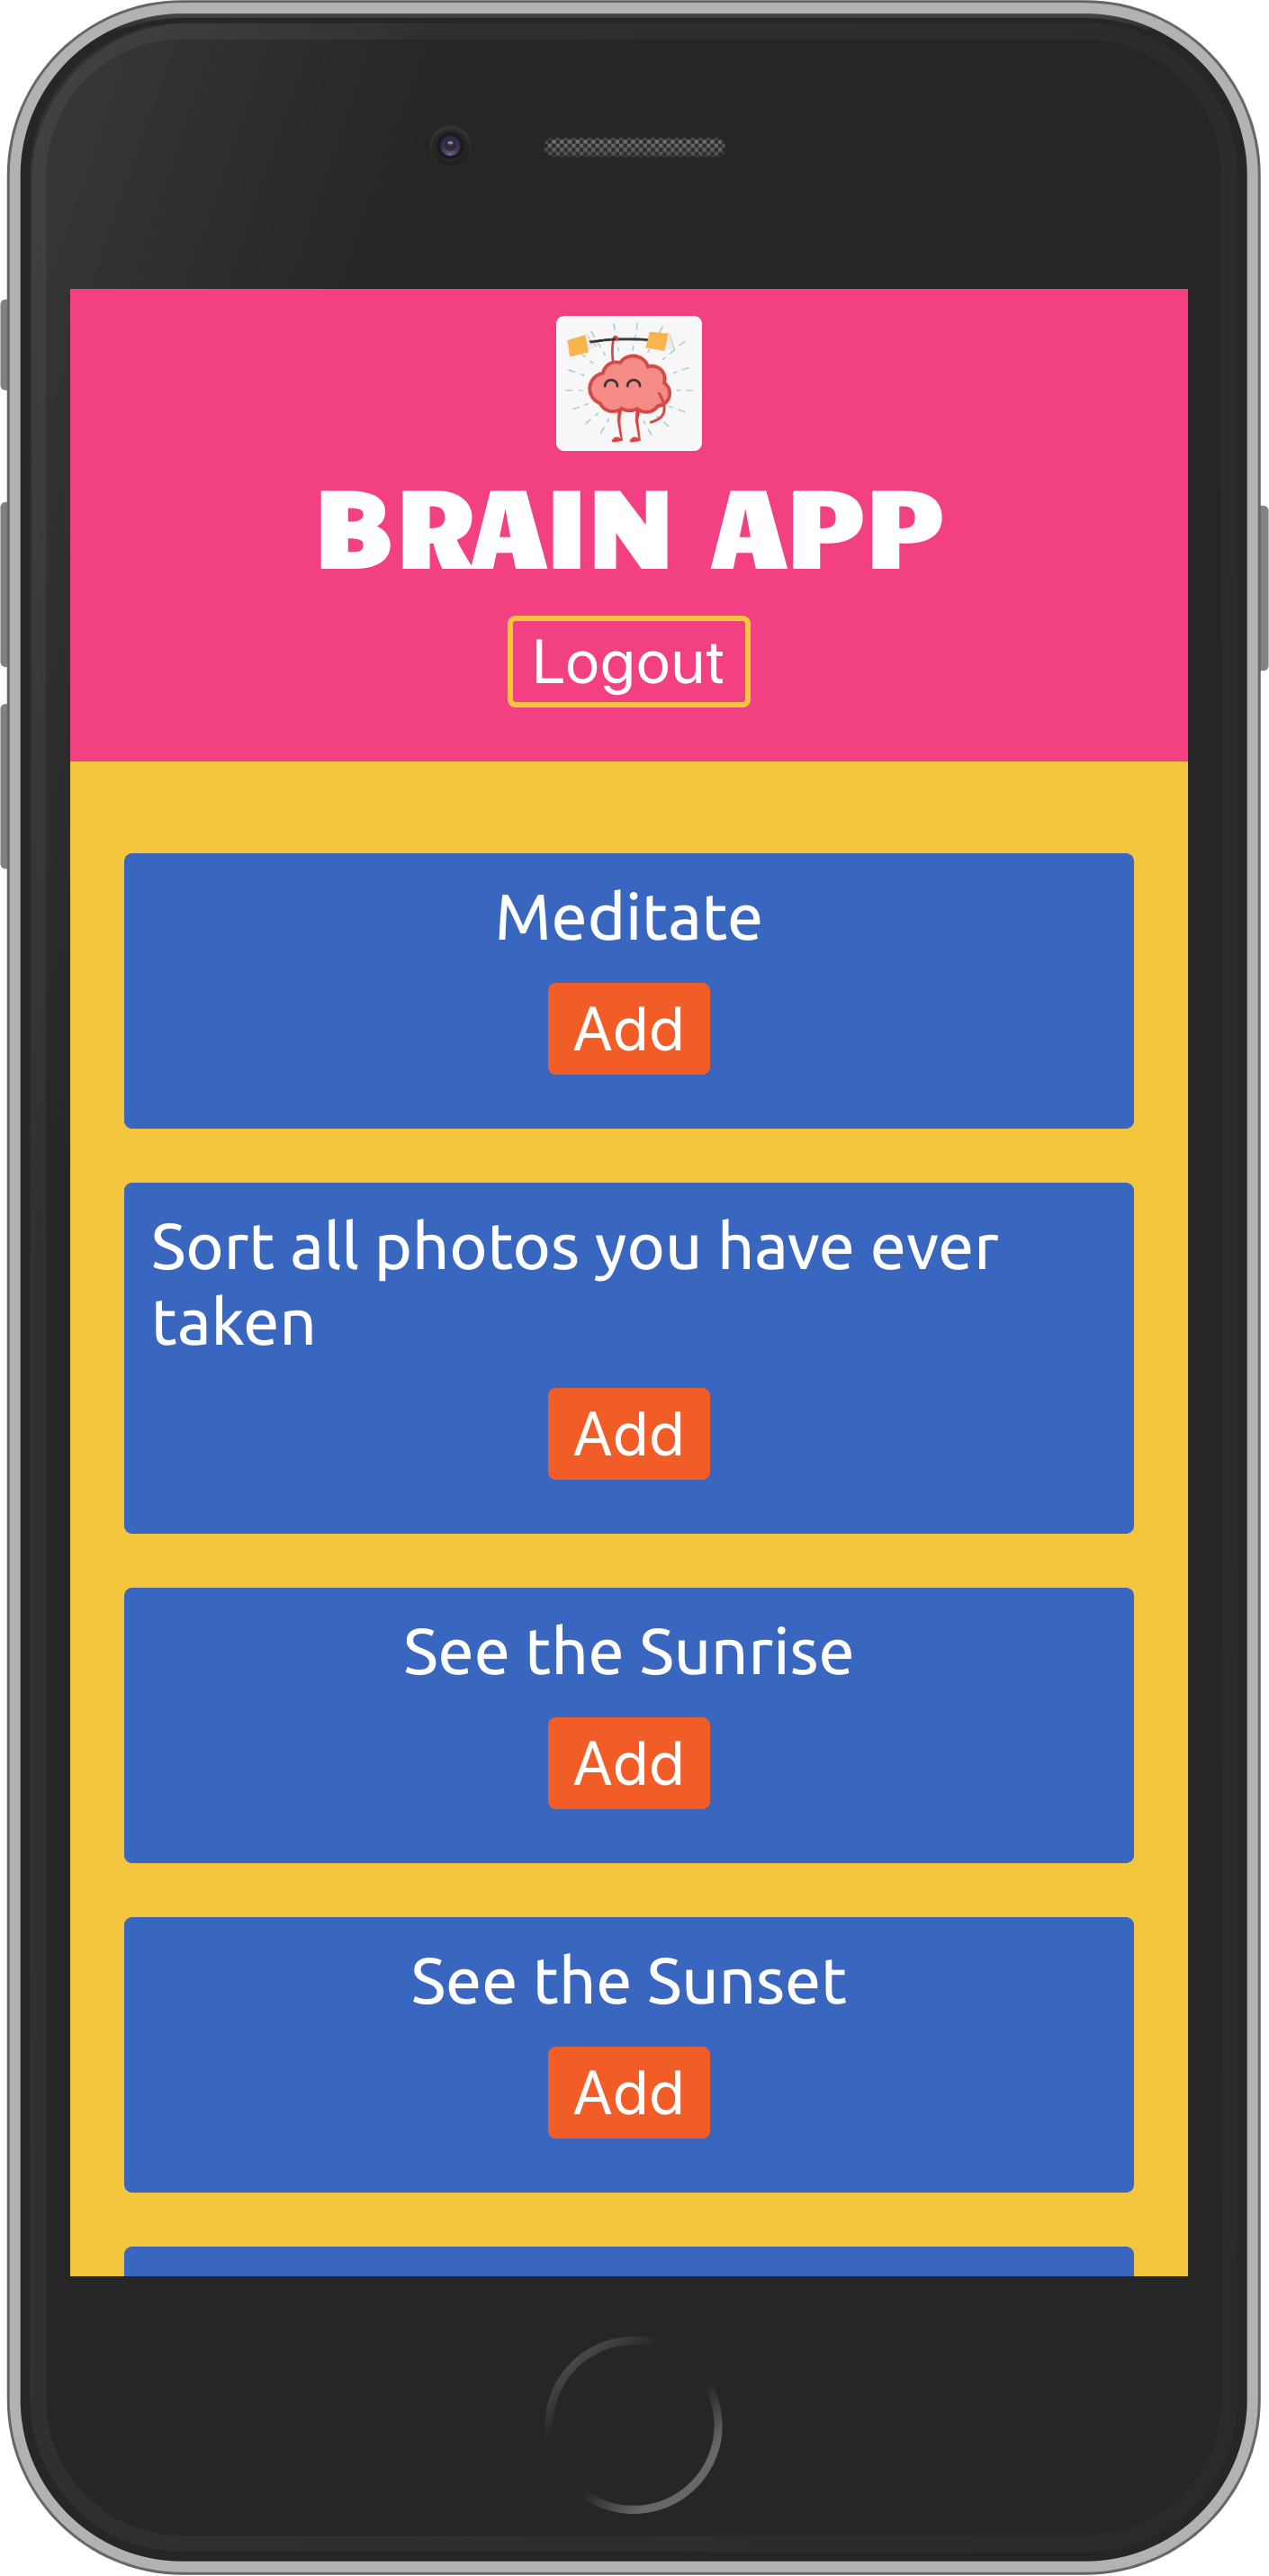 BRAIN APP
Logout
Meditate
Add
Sort all photos you have ever
taken
Add
See the Sunrise
Add
See the Sunset
Add